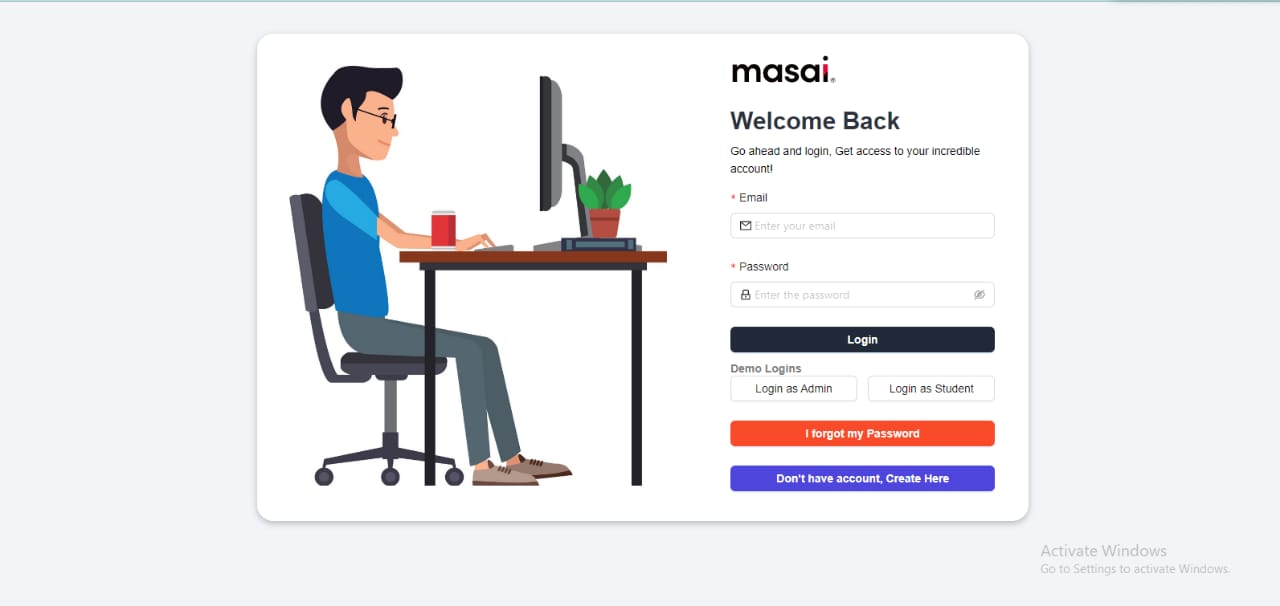 masai®
Welcome Back
Go ahead and login, Get access to your incredible
account!
* Email
Enter your email
* Password
Enter the password
Login
Demo Logins
Login as Admin
Login as Student
I forgot my Password
Don't have account, Create Here
Activate Windows
Go to Settings to activate Windows.